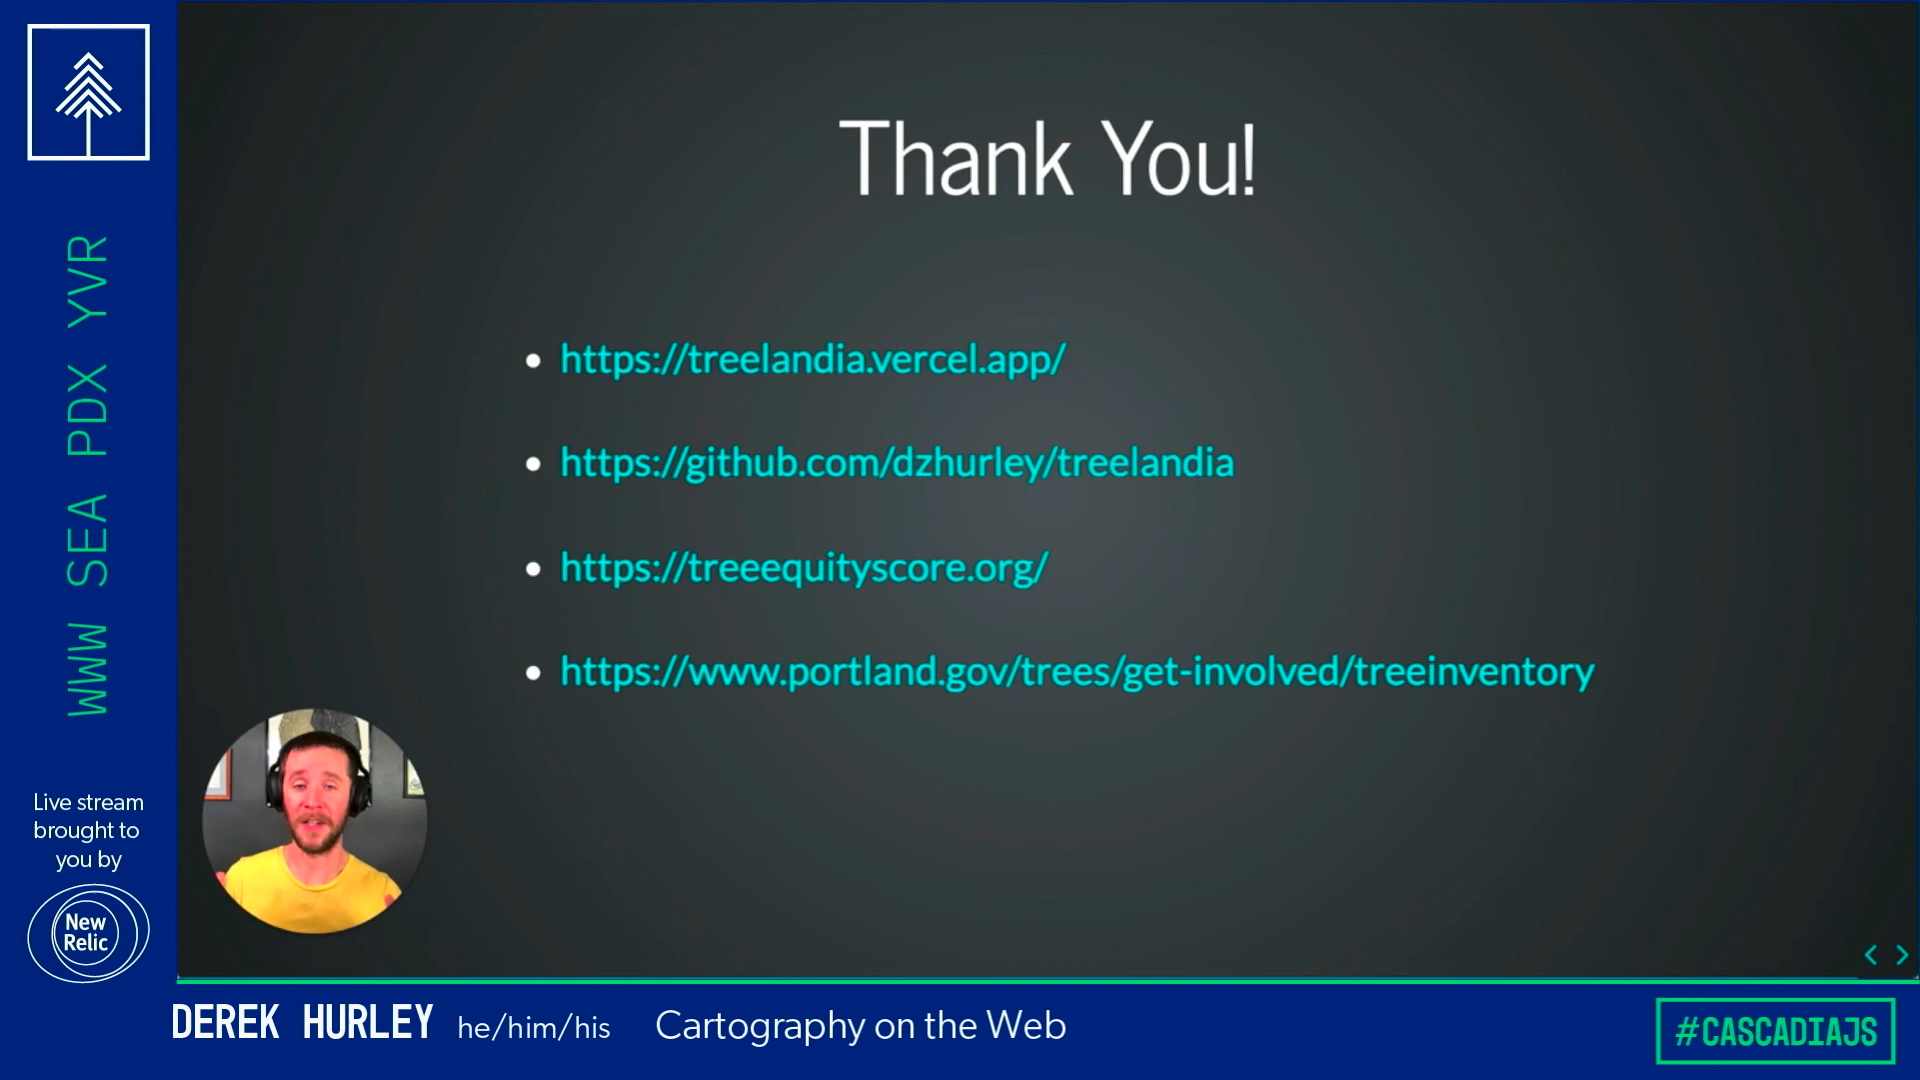 Thank You!
https://treelandia.vercel.app/
https://github.com/dzhurley/treelandia
https://treeequityscore.org/
https://www.portland.gov/trees/get-involved/treeinventory
WWW SEA PDX YVR
Live stream
brought to
you by
New
Relic
DEREK HURLEY he/him/his Cartography on the Web
#CASCADIAJS